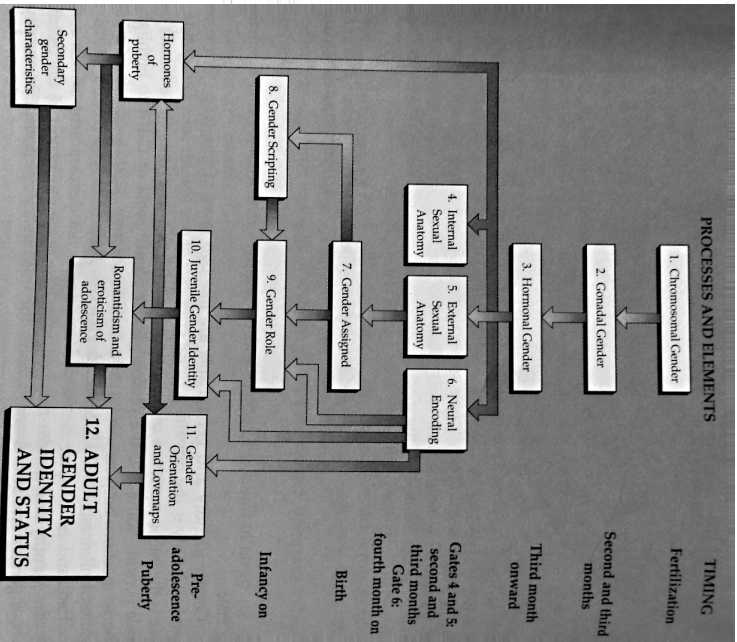 PROCESSES AND ELEMENTS
TIMING
1. Chromosomal Gender
Fertilization
2. Gonadal Gender
Second and third
months
3. Hormonal Gender
Third month
onward
4. Internal
Sexual
Anatomy
5. External
Sexual
Anatomy
6. Neural
Encoding
Gates 4 and 5:
second and
third months
Gate 6:
fourth month on
7. Gender Assigned
Birth
8. Gender Scripting
9. Gender Role
Infancy on
10. Juvenile Gender Identity
11. Gender
Orientation
and Lovemaps
Pre-
adolescence
Hormones
of
puberty
Puberty
Romanticism and
eroticism of
adolescence
Secondary
gender
characteristics
12. ADULT
GENDER
IDENTITY
AND STATUS